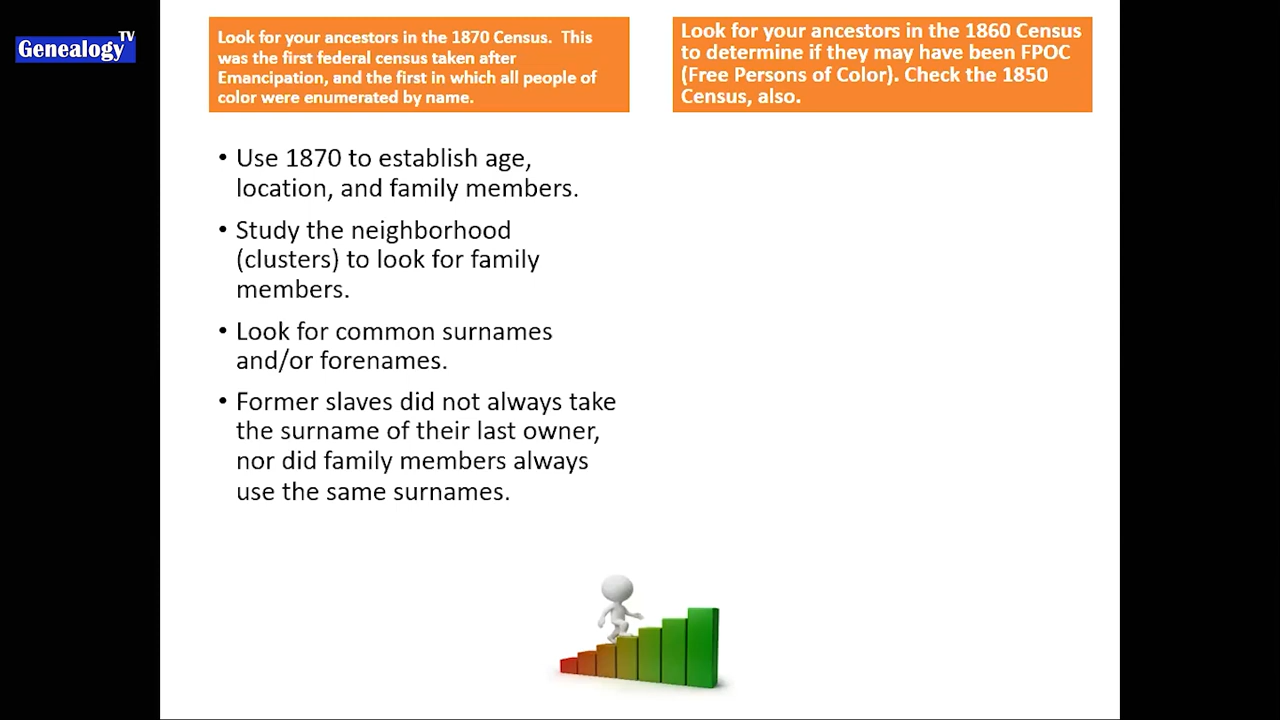 Genealogy TV
Look for your ancestors in the 1870 Census. This
was the first federal census taken after
Emancipation, and the first in which all people of
color were enumerated by name.
Look for your ancestors in the 1860 Census
to determine if they may have been FPOC
(Free Persons of Color). Check the 1850
Census, also.
• Use 1870 to establish age,
location, and family members.
• Study the neighborhood
(clusters) to look for family
members.
• Look for common surnames
and/or forenames.
• Former slaves did not always take
the surname of their last owner,
nor did family members always
use the same surnames.